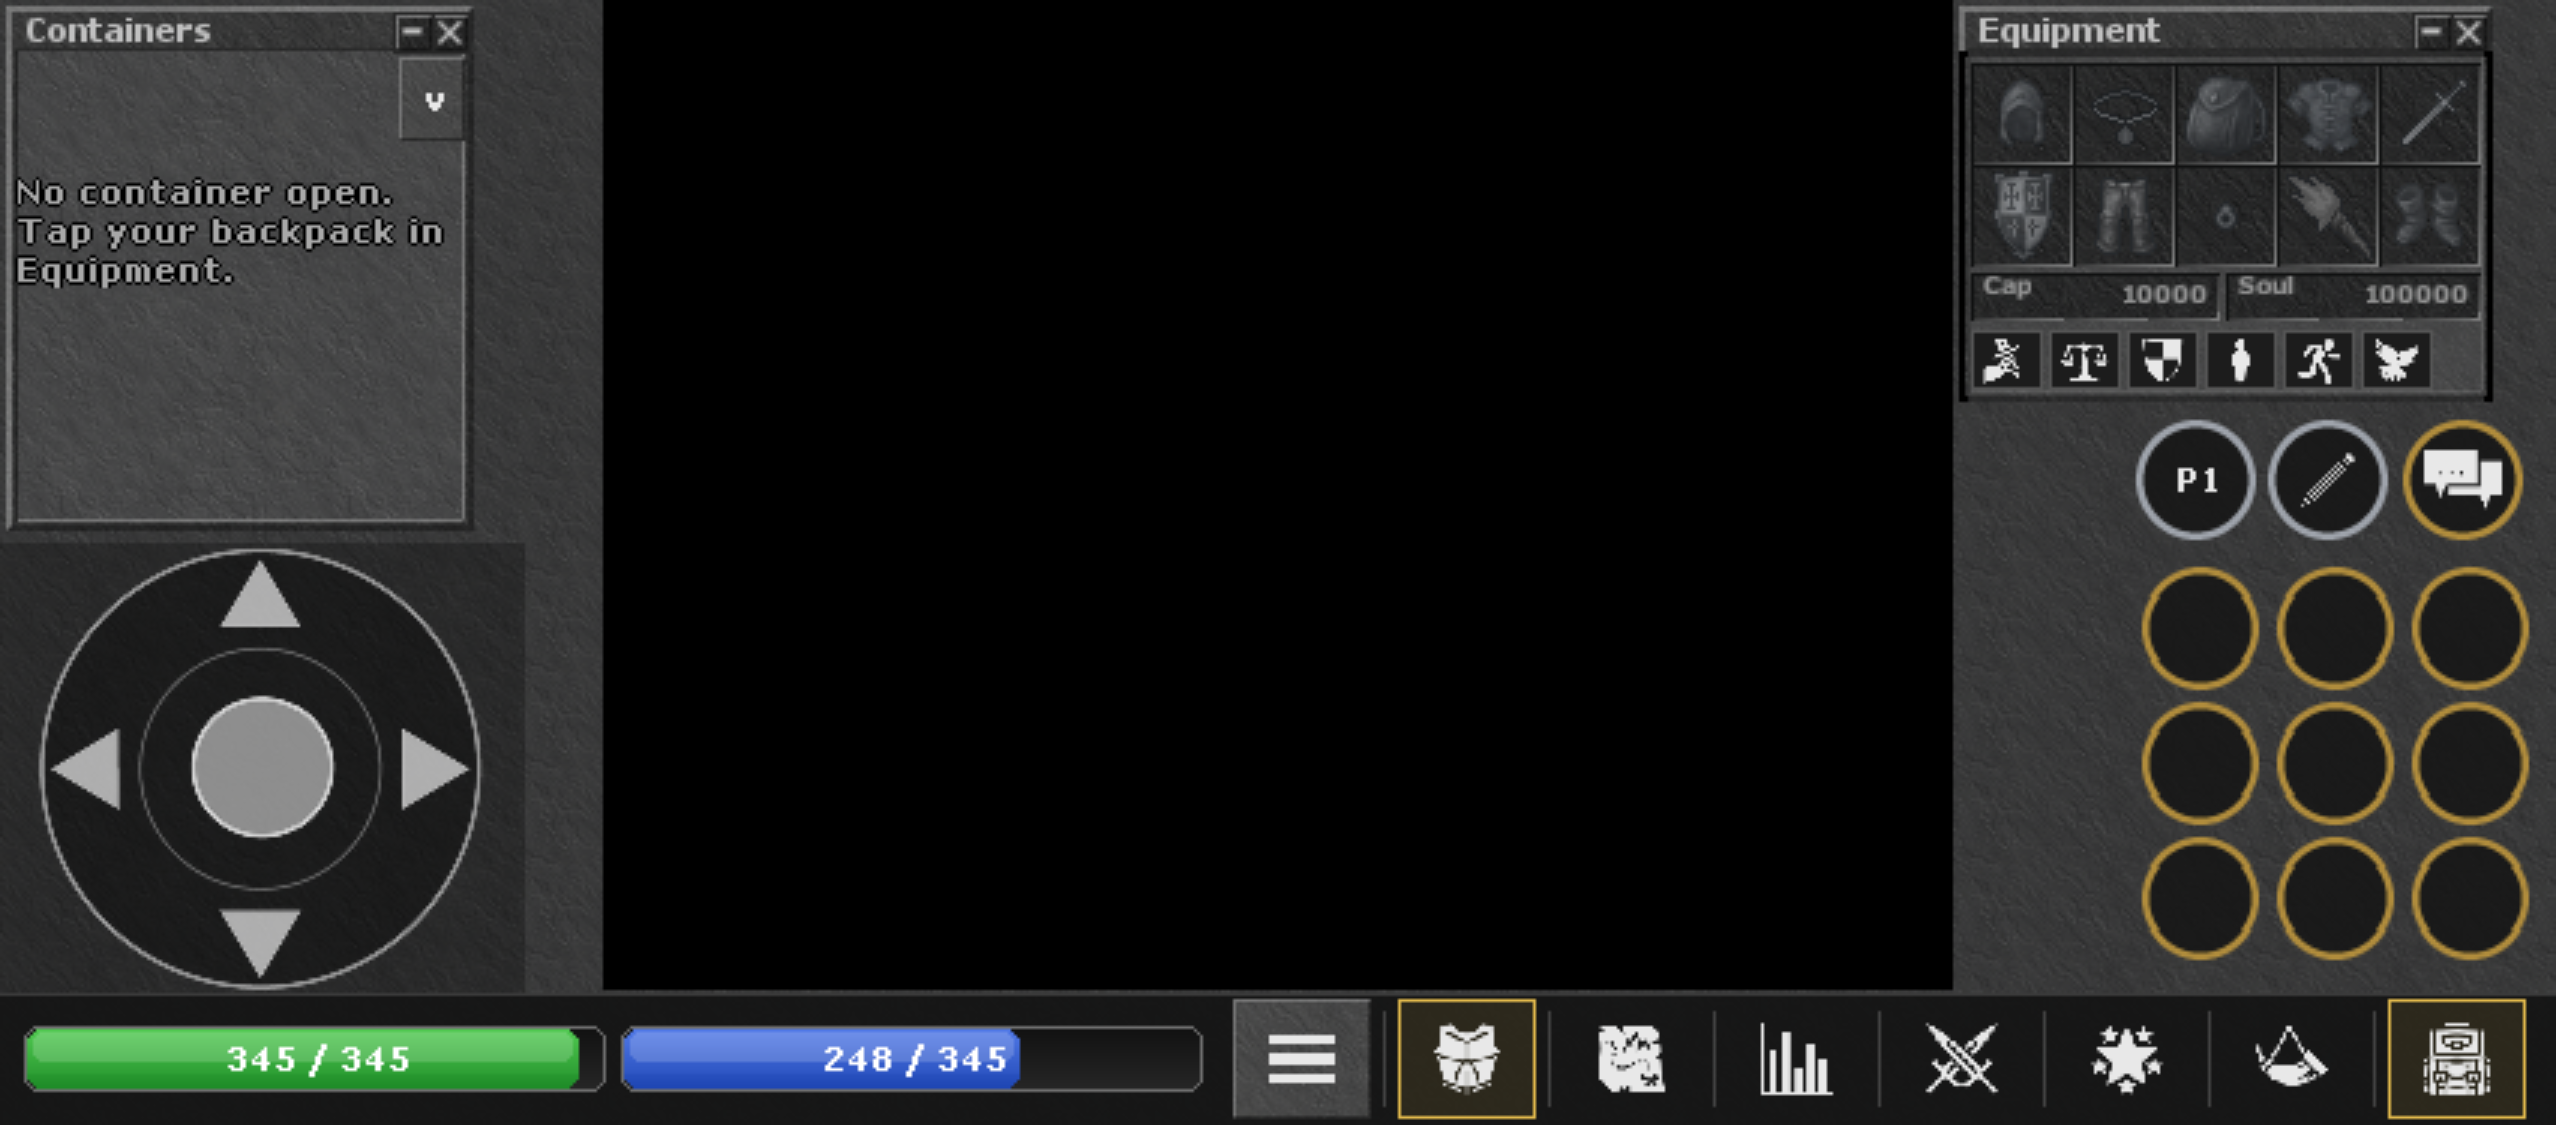 Containers
v
No container open.
Tap your backpack in
Equipment.
Equipment
Cap 10000 Soul 100000
P1
345 / 345
248 / 345